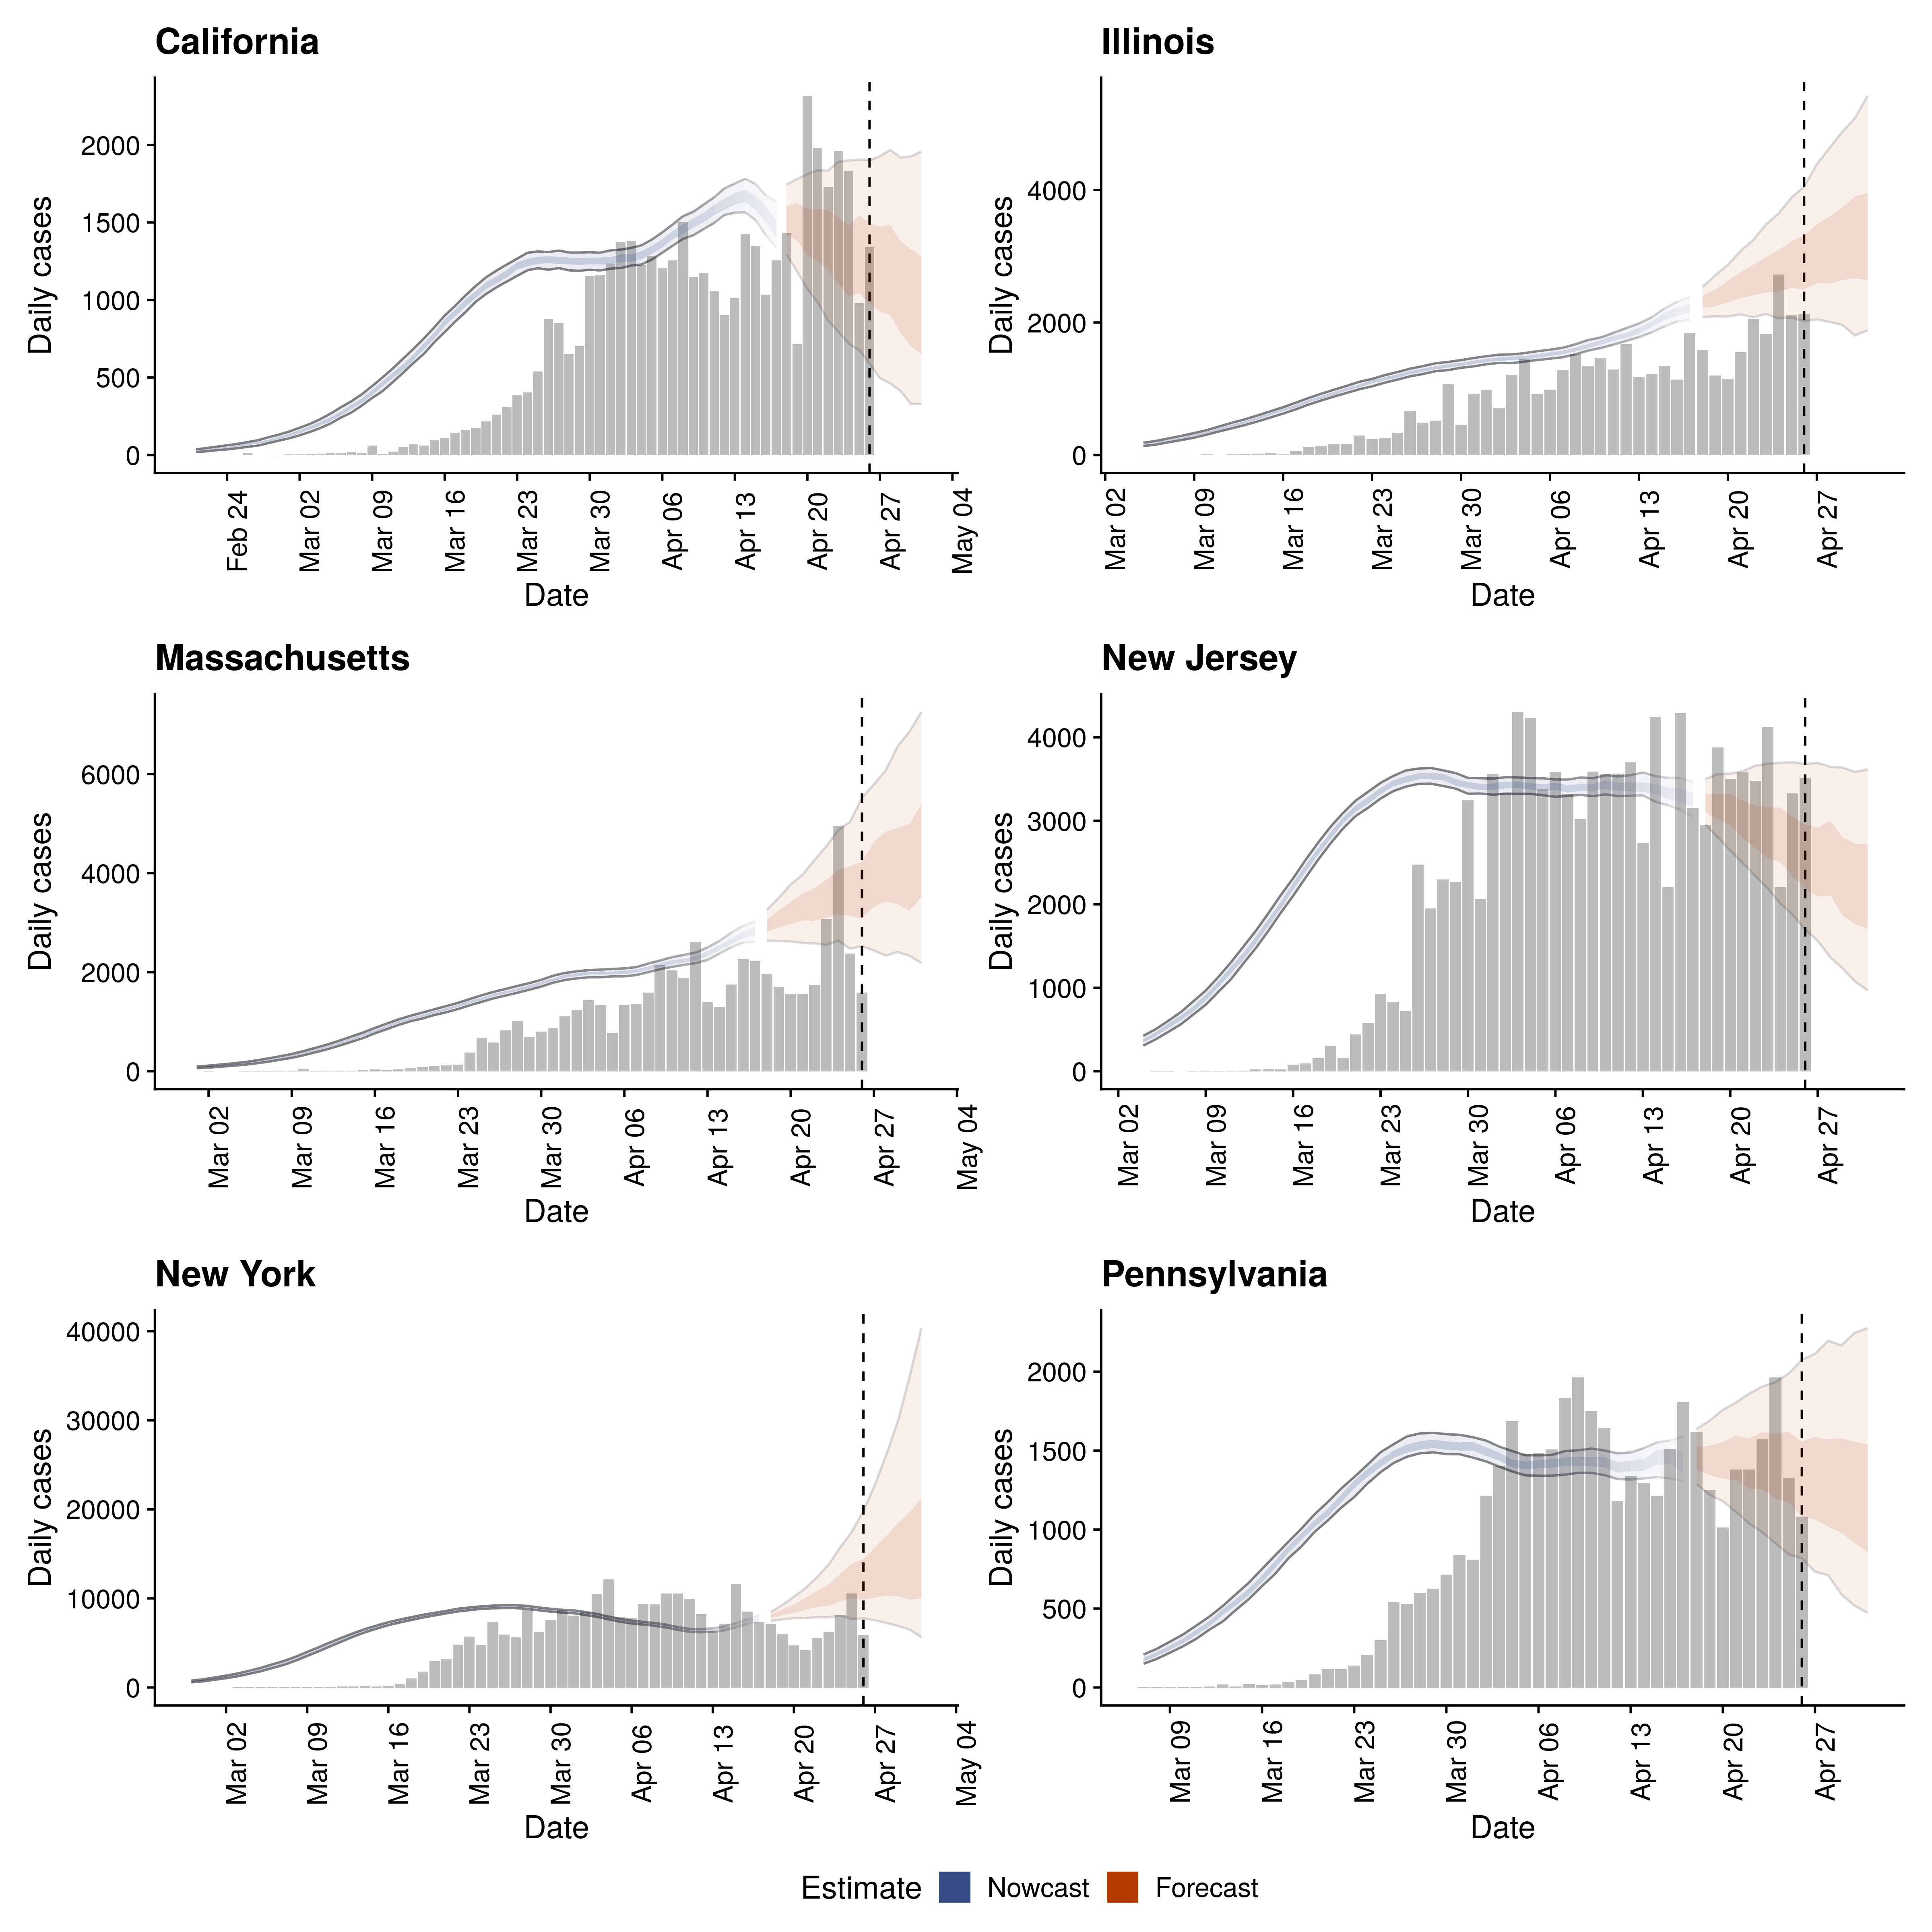 California
Illinois
Daily cases
2000
1500
1000
500
0
Feb 24
Mar 02
Mar 09
Mar 16
Mar 23
Mar 30
Apr 06
Apr 13
Apr 20
Apr 27
May 04
Date
Daily cases
4000
2000
0
Mar 02
Mar 09
Mar 16
Mar 23
Mar 30
Apr 06
Apr 13
Apr 20
Apr 27
Date
Massachusetts
New Jersey
Daily cases
6000
4000
2000
0
Mar 02
Mar 09
Mar 16
Mar 23
Mar 30
Apr 06
Apr 13
Apr 20
Apr 27
May 04
Date
Daily cases
4000
3000
2000
1000
0
Mar 02
Mar 09
Mar 16
Mar 23
Mar 30
Apr 06
Apr 13
Apr 20
Apr 27
Date
New York
Pennsylvania
Daily cases
40000
30000
20000
10000
0
Mar 02
Mar 09
Mar 16
Mar 23
Mar 30
Apr 06
Apr 13
Apr 20
Apr 27
May 04
Date
Daily cases
2000
1500
1000
500
0
Mar 09
Mar 16
Mar 23
Mar 30
Apr 06
Apr 13
Apr 20
Apr 27
Date
Estimate Nowcast Forecast